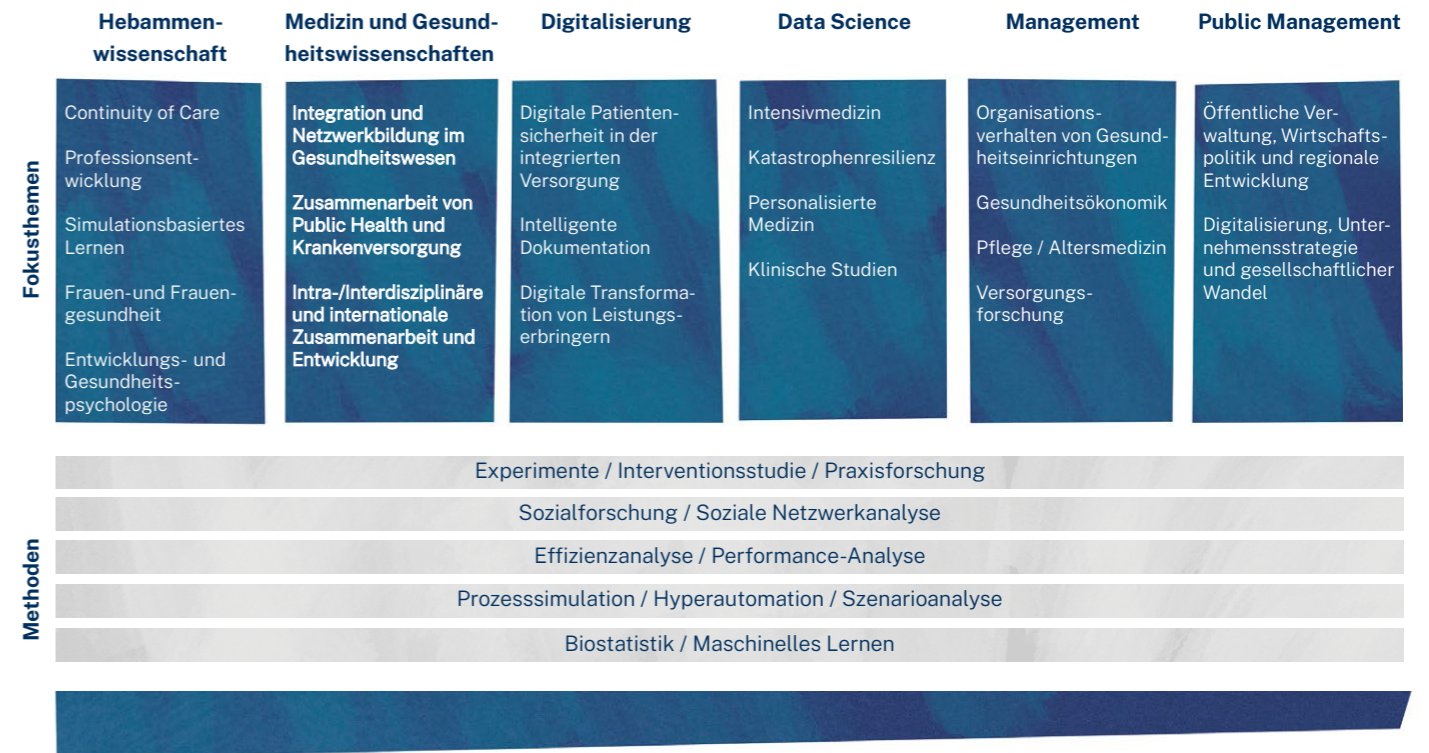 Hebammen-
wissenschaft
Medizin und Gesund-
heitswissenschaften
Digitalisierung
Data Science
Management
Public Management
Fokusthemen
Continuity of Care
Professionsent-
wicklung
Simulationsbasiertes
Lernen
Frauen-und Frauen-
gesundheit
Entwicklungs- und
Gesundheits-
psychologie
Integration und
Netzwerkbildung im
Gesundheitswesen
Zusammenarbeit von
Public Health und
Krankenversorgung
Intra-/Interdisziplinäre
und internationale
Zusammenarbeit und
Entwicklung
Digitale Patienten-
sicherheit in der
integrierten
Versorgung
Intelligente
Dokumentation
Digitale Transforma-
tion von Leistungs-
erbringern
Intensivmedizin
Katastrophenresilienz
Personalisierte
Medizin
Klinische Studien
Organisations-
verhalten von Gesund-
heitseinrichtungen
Gesundheitsökonomik
Pflege / Altersmedizin
Versorgungs-
forschung
Öffentliche Ver-
waltung, Wirtschafts-
politik und regionale
Entwicklung
Digitalisierung, Unter-
nehmensstrategie
und gesellschaftlicher
Wandel
Methoden
Experimente / Interventionsstudie / Praxisforschung
Sozialforschung / Soziale Netzwerkanalyse
Effizienzanalyse / Performance-Analyse
Prozesssimulation / Hyperautomation / Szenarioanalyse
Biostatistik / Maschinelles Lernen